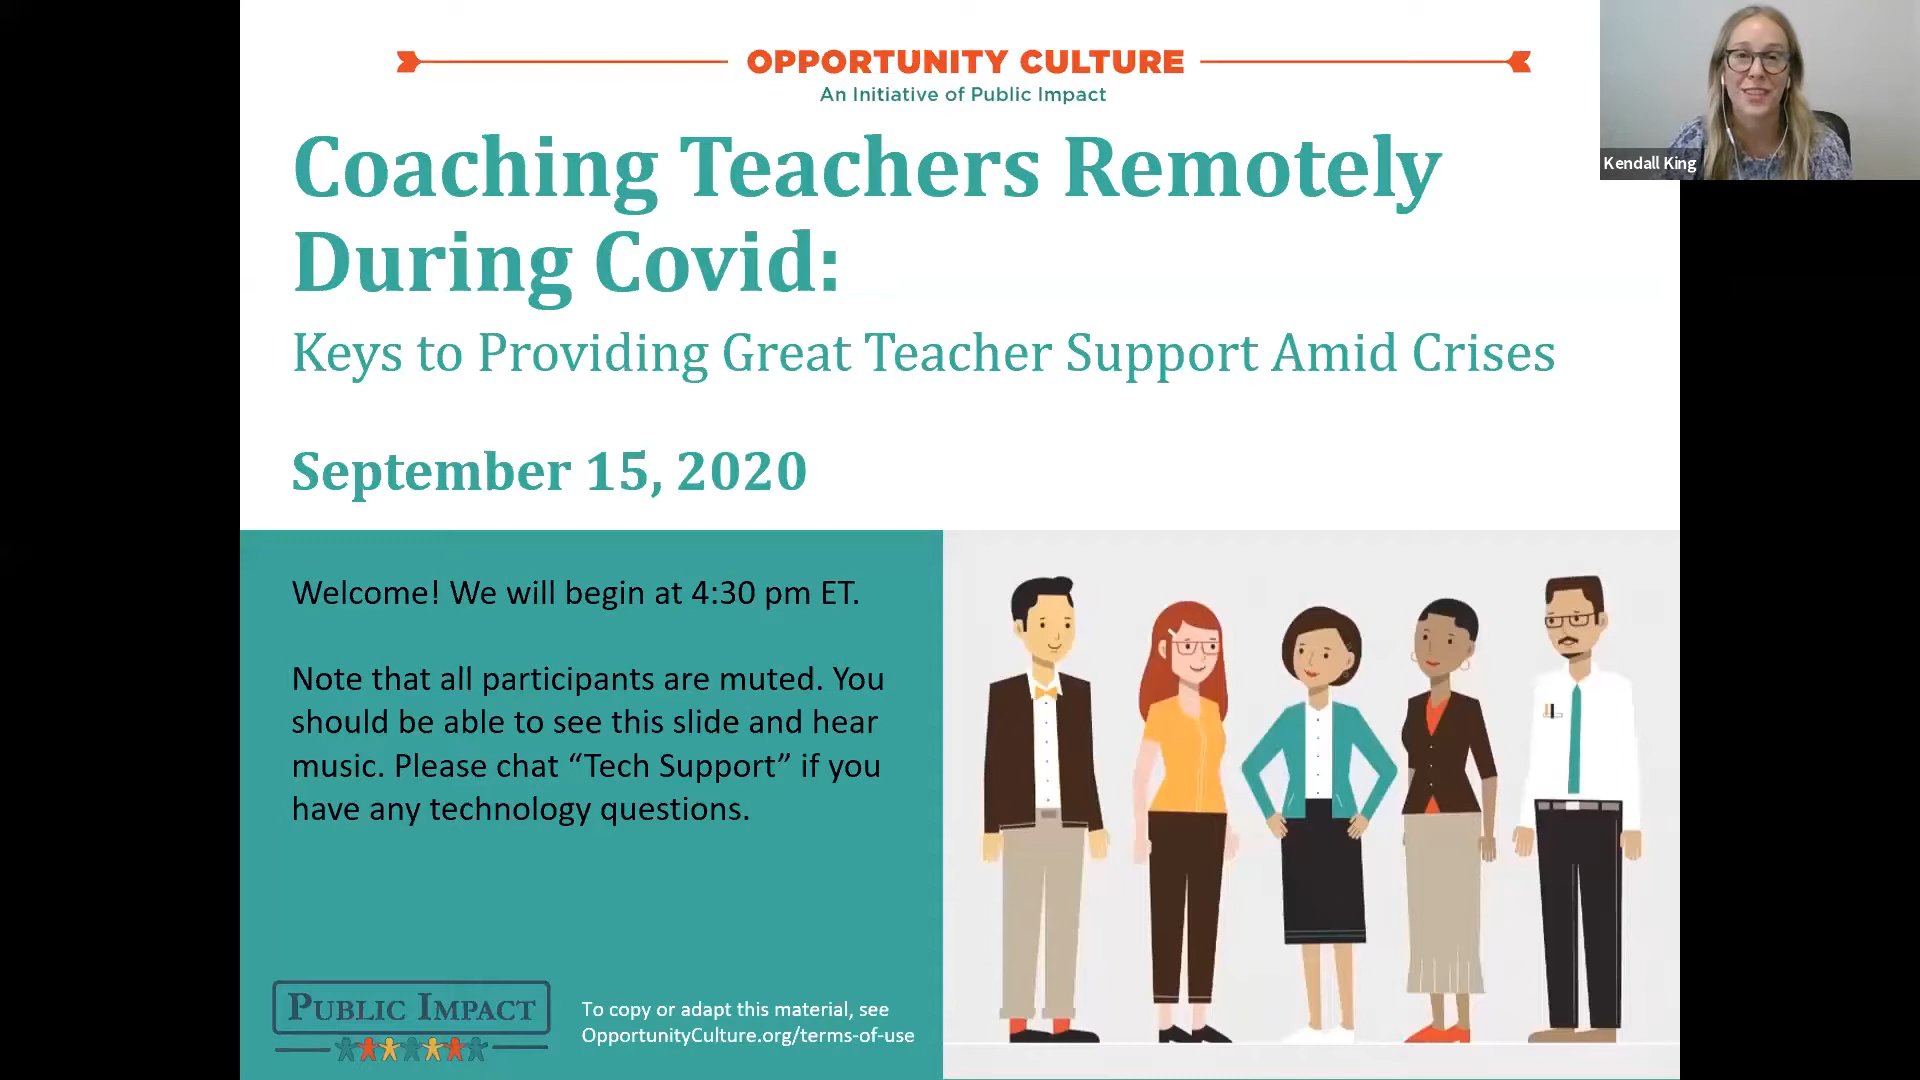 OPPORTUNITY CULTURE
An Initiative of Public Impact
Kendall King
Coaching Teachers Remotely
During Covid:
Keys to Providing Great Teacher Support Amid Crises
September 15, 2020
Welcome! We will begin at 4:30 pm ET.
Note that all participants are muted. You
should be able to see this slide and hear
music. Please chat “Tech Support” if you
have any technology questions.
PUBLIC IMPACT
To copy or adapt this material, see
OpportunityCulture.org/terms-of-use